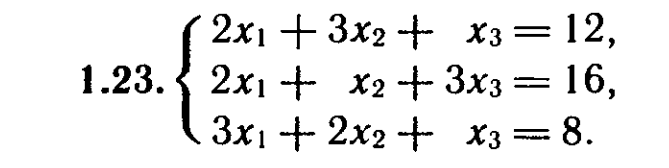 2x₁ + 3x₂ + x₃ = 12,
1.23. { 2x₁ + x₂ + 3x₃ = 16,
3x₁ + 2x₂ + x₃ = 8.